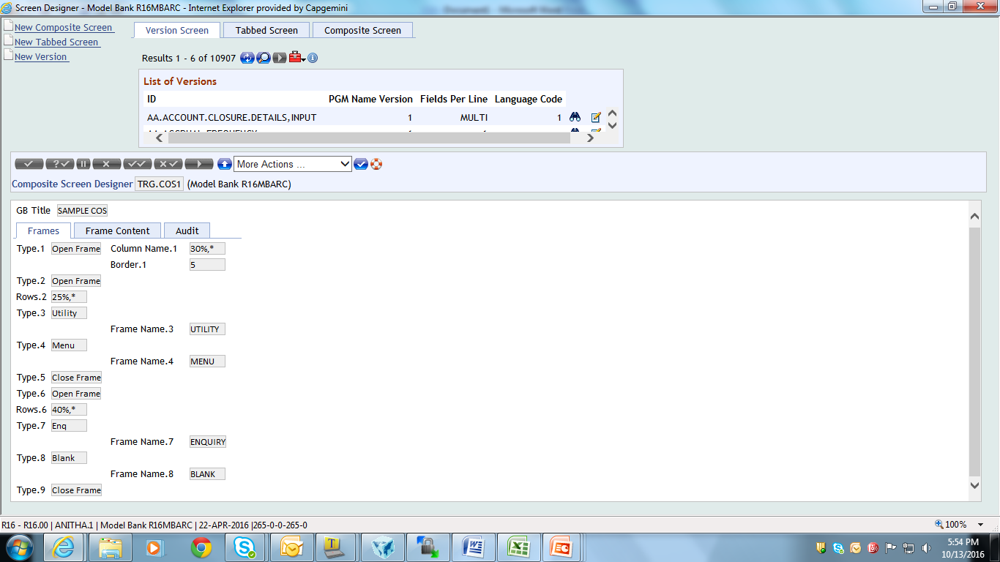 Screen Designer - Model Bank R16MBARC - Internet Explorer provided by Capgemini
New Composite Screen
New Tabbed Screen
New Version
Version Screen Tabbed Screen Composite Screen
Results 1 - 6 of 10907
List of Versions
ID PGM Name Version Fields Per Line Language Code
AA.ACCOUNT.CLOSURE.DETAILS,INPUT 1 MULTI 1
More Actions ...
Composite Screen Designer TRG.COS1 (Model Bank R16MBARC)
GB Title SAMPLE COS
Frames Frame Content Audit
Type.1 Open Frame Column Name.1 30%,*
Border.1 5
Type.2 Open Frame
Rows.2 25%,*
Type.3 Utility
Frame Name.3 UTILITY
Type.4 Menu
Frame Name.4 MENU
Type.5 Close Frame
Type.6 Open Frame
Rows.6 40%,*
Type.7 Enq
Frame Name.7 ENQUIRY
Type.8 Blank
Frame Name.8 BLANK
Type.9 Close Frame
R16 - R16.00 | ANITHA.1 | Model Bank R16MBARC | 22-APR-2016 |265-0-0-265-0
100%
5:54 PM
10/13/2016